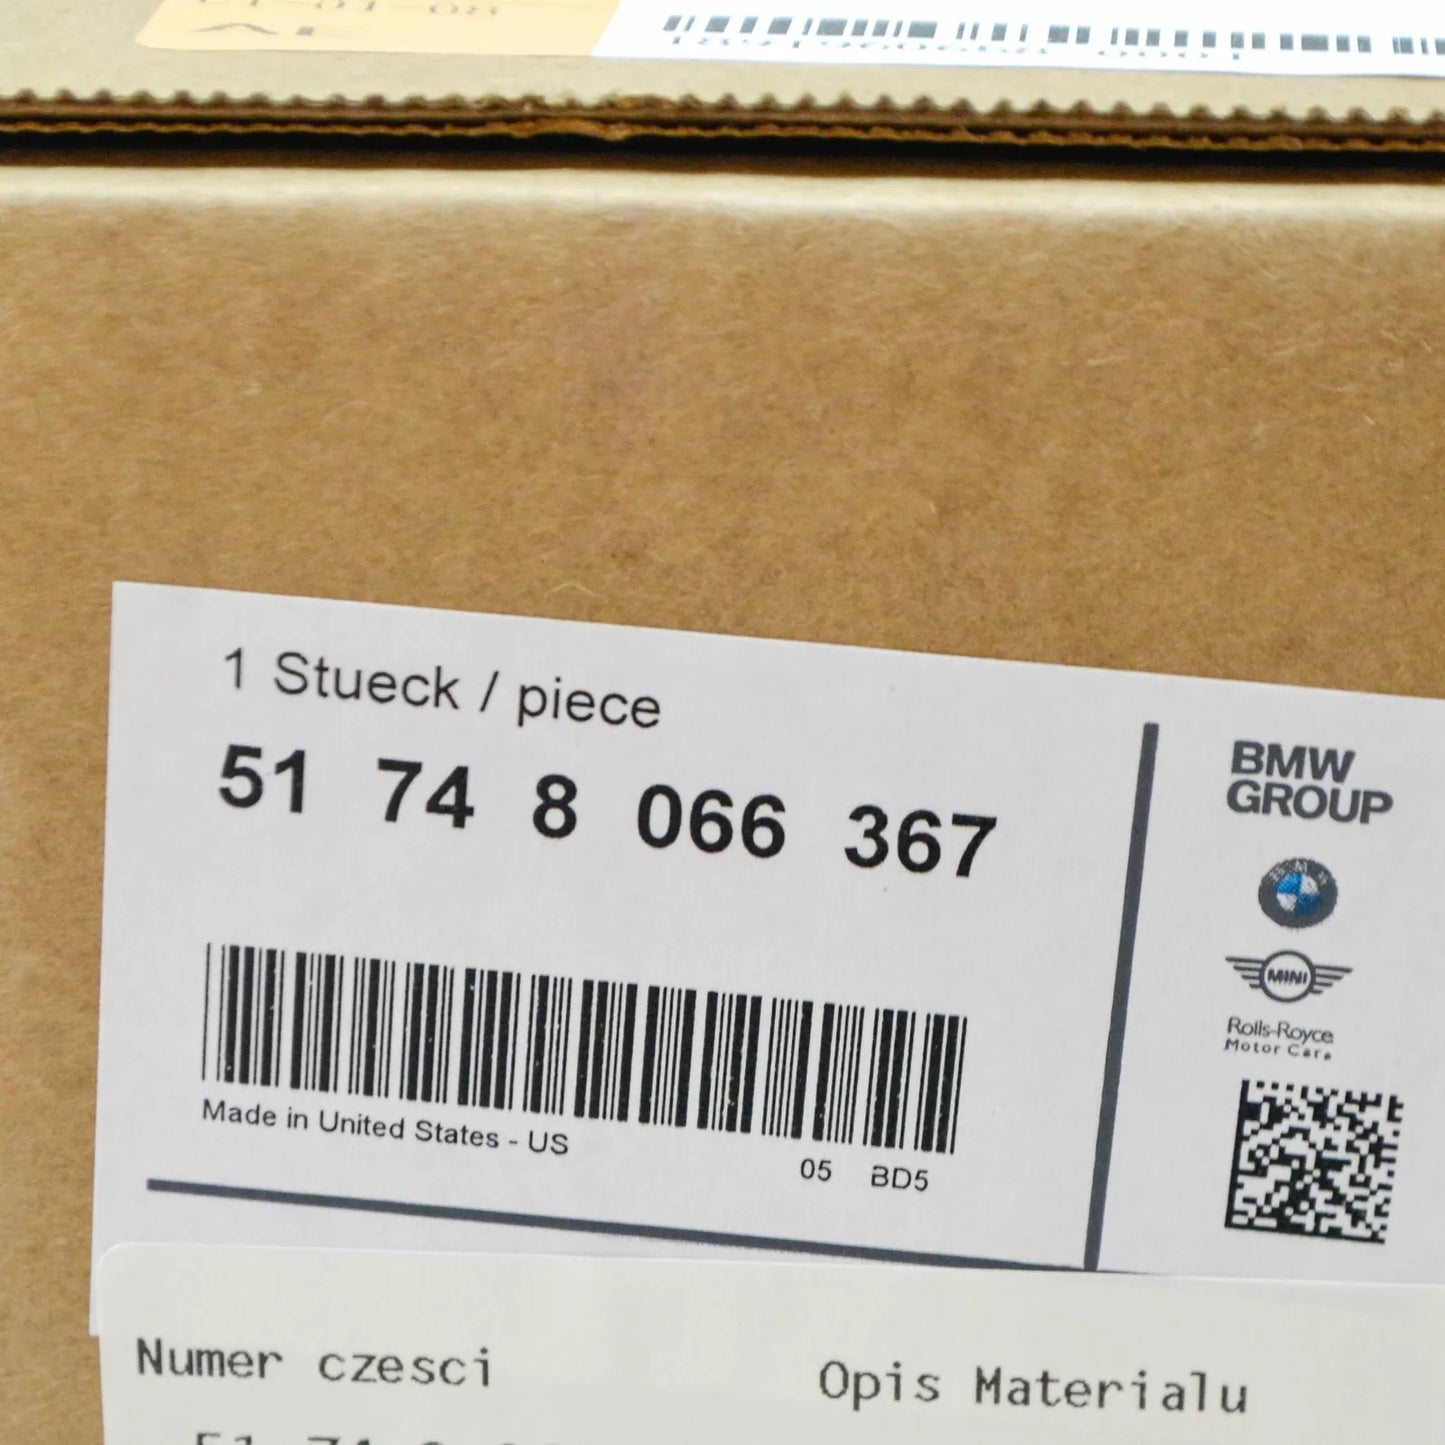 1 Stueck / piece
51 74 8 066 367
Made in United States - US
05 BD5
BMW
GROUP
MINI
Rolls-Royce
Motor Cars
Numer czesci
Opis Materialu